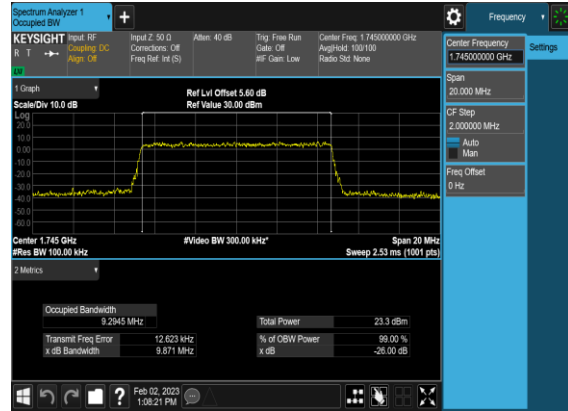 Spectrum Analyzer 1
Occupied BW
+
Frequency
KEYSIGHT
R T
LXI
Input: RF
Coupling: DC
Align: Off
Input Z: 50 Ω
Corrections: Off
Freq Ref: Int (S)
Atten: 40 dB
Trig: Free Run
Gate: Off
#IF Gain: Low
Center Freq: 1.745000000 GHz
Avg|Hold: 100/100
Radio Std: None
1 Graph
Scale/Div 10.0 dB
Ref Lvl Offset 5.60 dB
Ref Value 30.00 dBm
Log
20.0
10.0
0.00
-10.0
-20.0
-30.0
-40.0
-50.0
-60.0
Center 1.745 GHz
#Res BW 100.00 kHz
#Video BW 300.00 kHz*
Span 20 MHz
Sweep 2.53 ms (1001 pts)
2 Metrics
Occupied Bandwidth
9.2945 MHz
Total Power 23.3 dBm
Transmit Freq Error 12.623 kHz
% of OBW Power 99.00 %
x dB Bandwidth 9.871 MHz
x dB -26.00 dB
Center Frequency
1.745000000 GHz
Settings
Span
20.000 MHz
CF Step
2.000000 MHz
Auto
Man
Freq Offset
0 Hz
?
Feb 02, 2023
1:08:21 PM